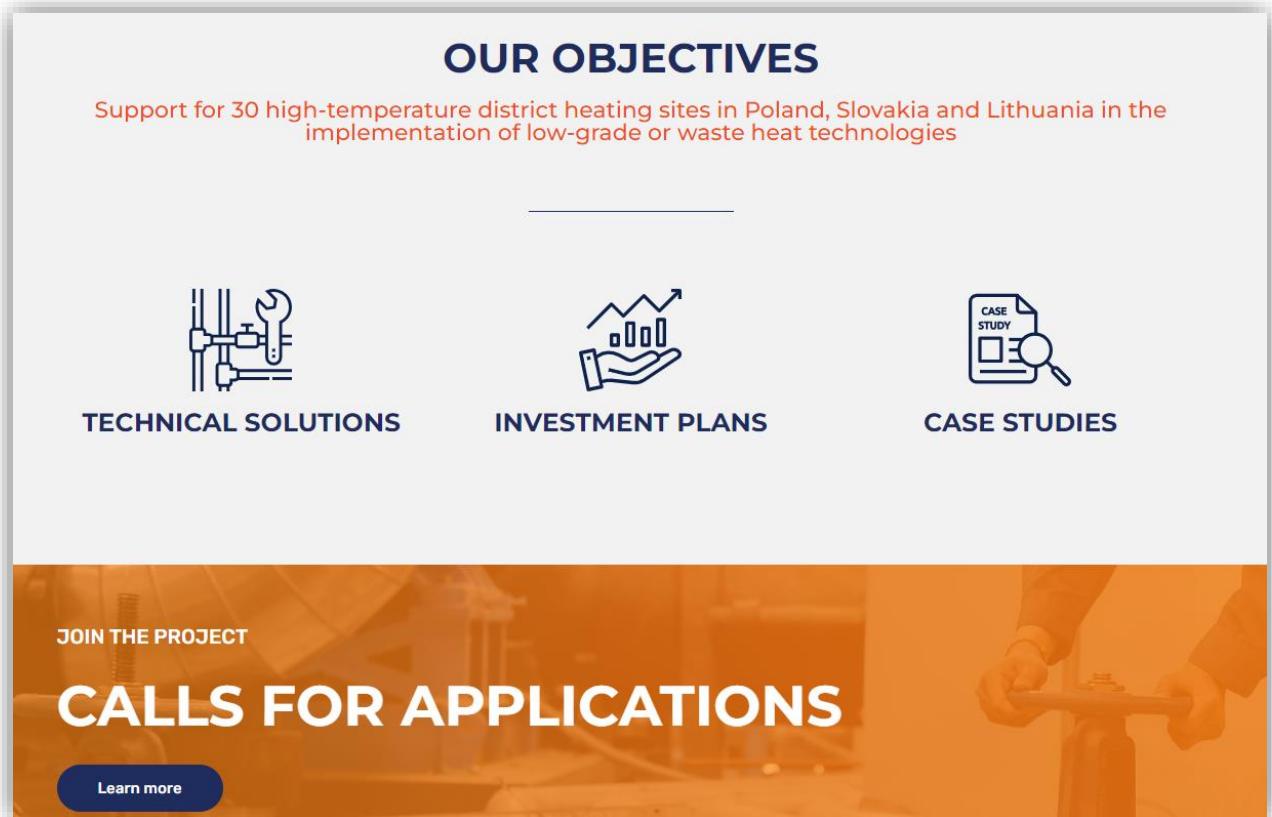 OUR OBJECTIVES
Support for 30 high-temperature district heating sites in Poland, Slovakia and Lithuania in the
implementation of low-grade or waste heat technologies
CASE
STUDY
TECHNICAL SOLUTIONS
INVESTMENT PLANS
CASE STUDIES
JOIN THE PROJECT
CALLS FOR APPLICATIONS
Learn more